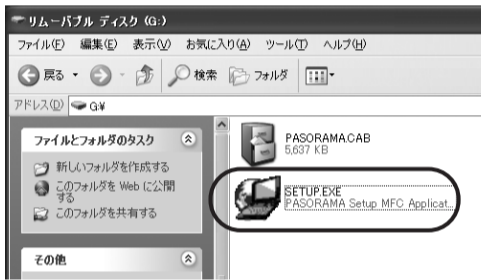 リムーバブル ディスク (G:)
ファイル(F) 編集(E) 表示(V) お気に入り(A) ツール(T) ヘルプ(H)
戻る 検索 フォルダ
アドレス(D) G:¥
ファイルとフォルダのタスク
新しいフォルダを作成する
このフォルダを Web に公開
する
このフォルダを共有する
その他
PASORAMA.CAB
5,637 KB
SETUP.EXE
PASORAMA Setup MFC Applicat...